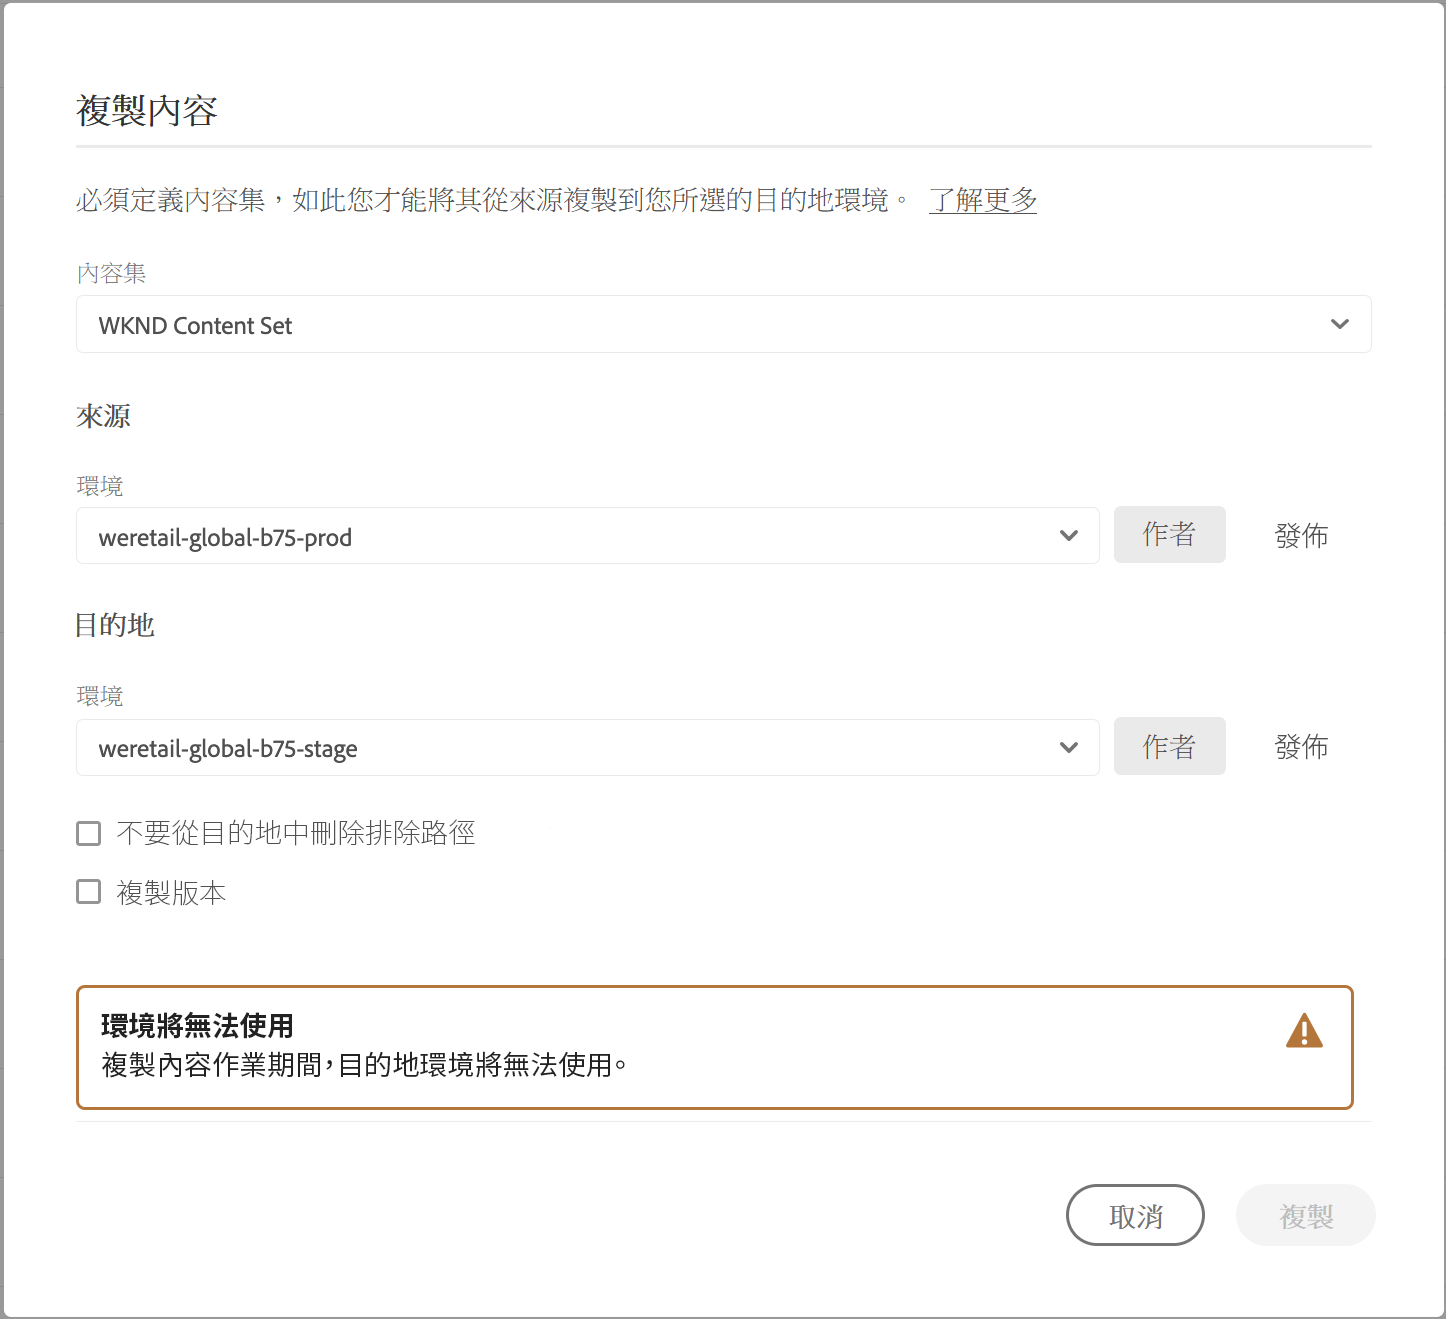 複製內容
必須定義內容集，如此您才能將其從來源複製到您所選的目的地環境。 了解更多
內容集
WKND Content Set
來源
環境
weretail-global-b75-prod 作者 發佈
目的地
環境
weretail-global-b75-stage 作者 發佈
不要從目的地中刪除排除路徑
複製版本
環境將無法使用
複製內容作業期間，目的地環境將無法使用。
取消 複製